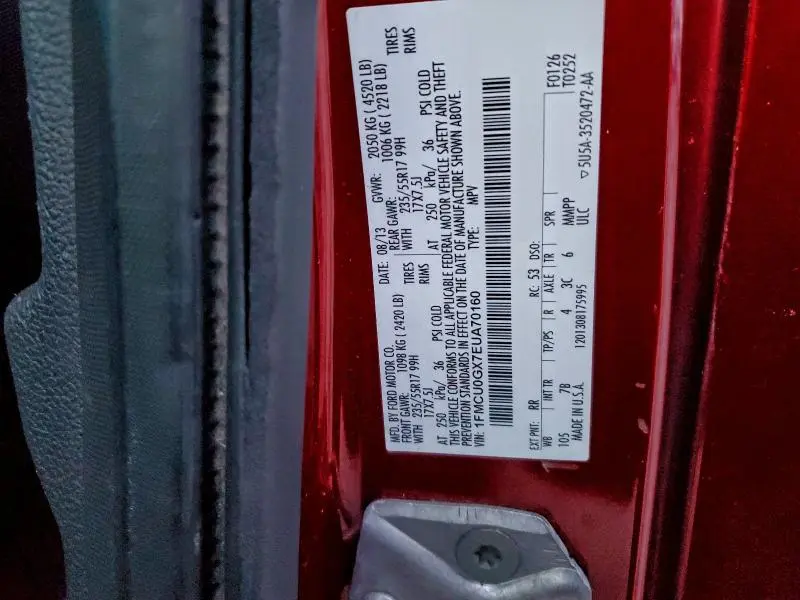 MFD. BY FORD MOTOR CO.
DATE: 08/13 GVWR: 2050 KG ( 4520 LB)
FRONT GAWR: 1098 KG ( 2420 LB) REAR GAWR: 1006 KG ( 2218 LB)
WITH 235/55R17 99H TIRES WITH 235/55R17 99H TIRES
17X7.5J RIMS 17X7.5J RIMS
AT 250 kPa/ 36 PSI COLD AT 250 kPa/ 36 PSI COLD
THIS VEHICLE CONFORMS TO ALL APPLICABLE FEDERAL MOTOR VEHICLE SAFETY AND THEFT
PREVENTION STANDARDS IN EFFECT ON THE DATE OF MANUFACTURE SHOWN ABOVE.
VIN: 1FMCU0GX7EUA70160 TYPE: MPV
EXT PNT: RR RC: 53 DSO: F0126
WB INT TR TP/PS R AXLE TR SPR T0252
105 7B 4 3C 6 MMPP
MADE IN U.S.A. 1201308175995 ULC ▽5U5A-3520472-AA